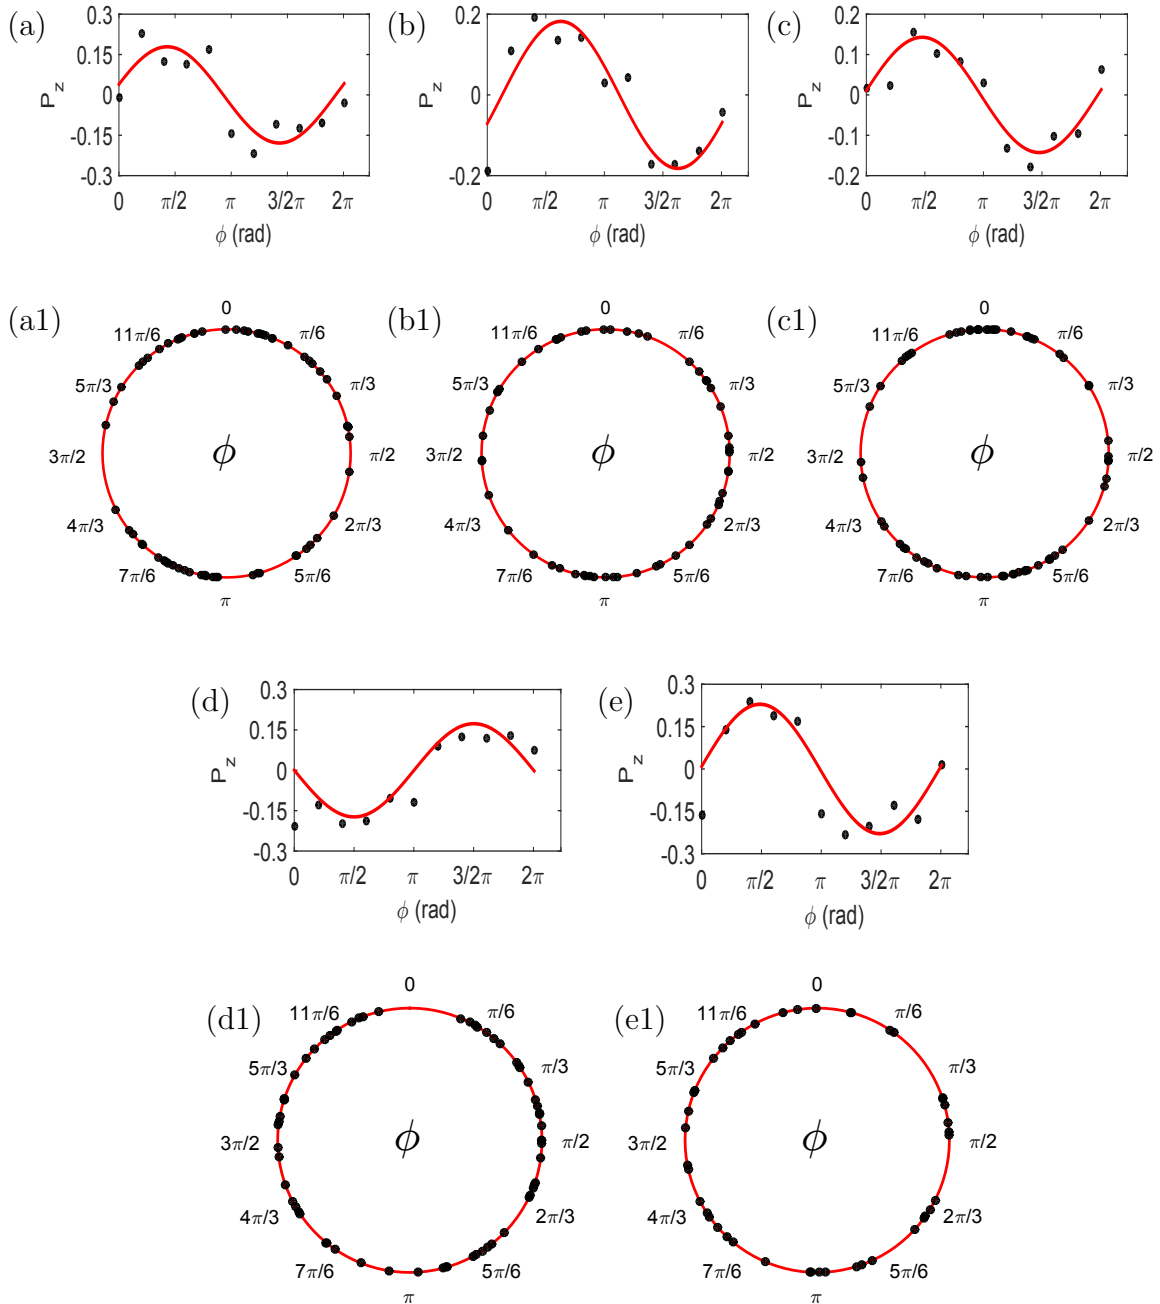 (a)
0.3
0.15
0
-0.15
-0.3
P_z
0 π/2 π 3/2π 2π
ϕ (rad)
(b)
0.2
0
0.2
P_z
0 π/2 π 3/2π 2π
ϕ (rad)
(c)
0.2
0.1
0
-0.1
0.2
P_z
0 π/2 π 3/2π 2π
ϕ (rad)
(a1)
0
π/6
π/3
π/2
2π/3
5π/6
π
7π/6
4π/3
3π/2
5π/3
11π/6
ϕ
(b1)
0
π/6
π/3
π/2
2π/3
5π/6
π
7π/6
4π/3
3π/2
5π/3
11π/6
ϕ
(c1)
0
π/6
π/3
π/2
2π/3
5π/6
π
7π/6
4π/3
3π/2
5π/3
11π/6
ϕ
(d)
0.3
0.15
0
-0.15
-0.3
P_z
0 π/2 π 3/2π 2π
ϕ (rad)
(e)
0.3
0.15
0
-0.15
-0.3
P_z
0 π/2 π 3/2π 2π
ϕ (rad)
(d1)
0
π/6
π/3
π/2
2π/3
5π/6
π
7π/6
4π/3
3π/2
5π/3
11π/6
ϕ
(e1)
0
π/6
π/3
π/2
2π/3
5π/6
π
7π/6
4π/3
3π/2
5π/3
11π/6
ϕ